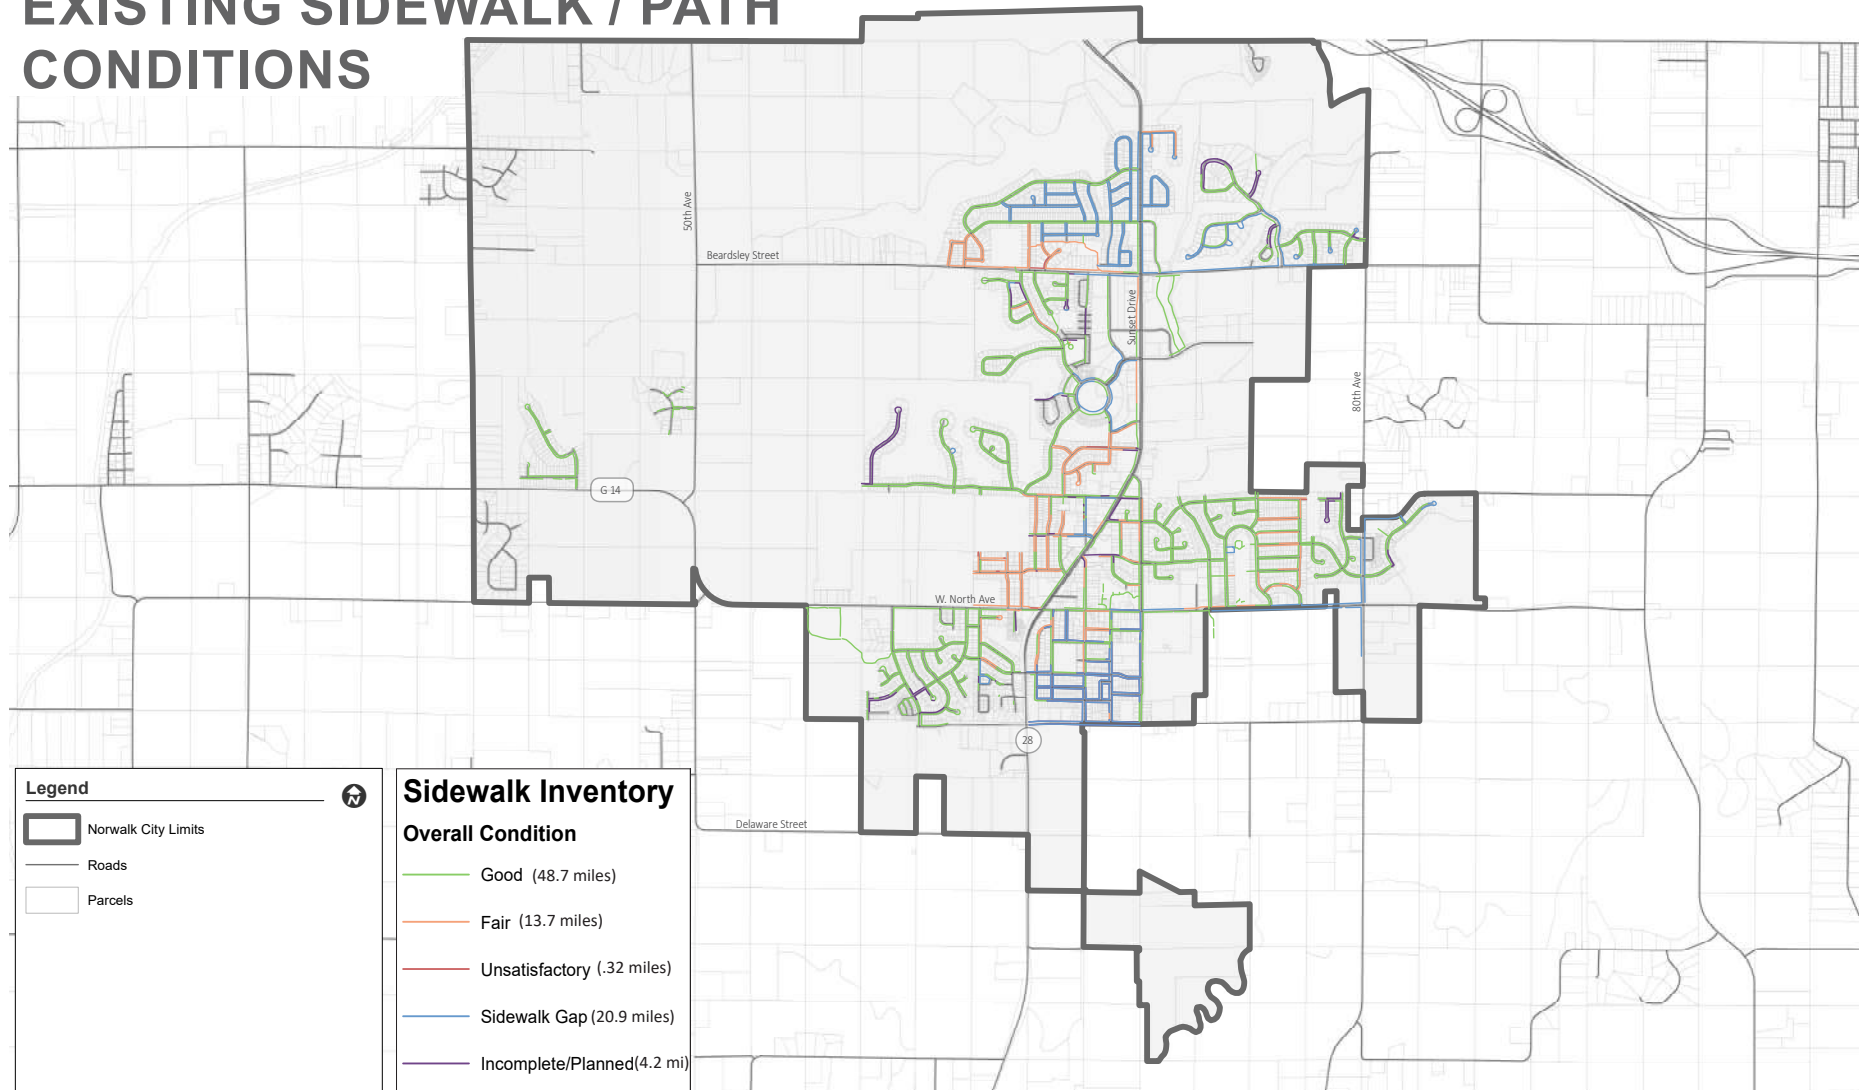 EXISTING SIDEWALK / PATH
CONDITIONS
50th Ave
Beardsley Street
Sunset Drive
80th Ave
G 14
W. North Ave
28
Delaware Street
Legend
N
Norwalk City Limits
Roads
Parcels
Sidewalk Inventory
Overall Condition
Good (48.7 miles)
Fair (13.7 miles)
Unsatisfactory (.32 miles)
Sidewalk Gap (20.9 miles)
Incomplete/Planned(4.2 mi)